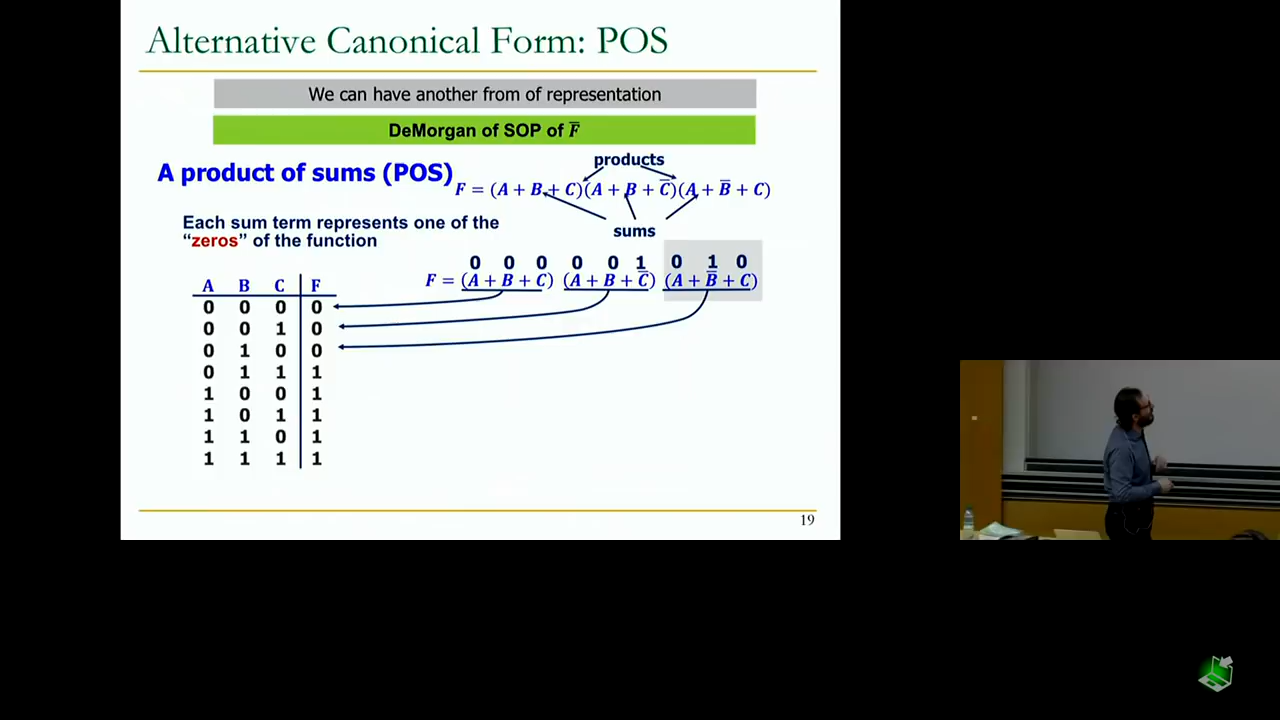 Alternative Canonical Form: POS
We can have another from of representation
DeMorgan of SOP of F̅
A product of sums (POS)
products
F = (A + B + C)(A + B + C̅)(A + B̅ + C)
sums
Each sum term represents one of the
“zeros” of the function
0 0 0 0 0 1 0 1 0
F = (A + B + C) (A + B + C̅) (A + B̅ + C)
A B C F
0 0 0 0
0 0 1 0
0 1 0 0
0 1 1 1
1 0 0 1
1 0 1 1
1 1 0 1
1 1 1 1
19